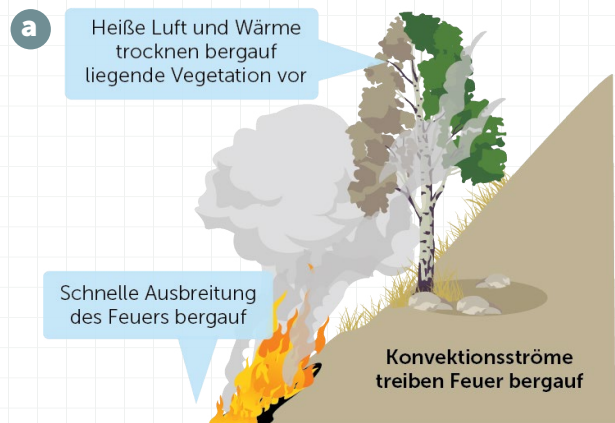 a
Heiße Luft und Wärme
trocknen bergauf
liegende Vegetation vor
Schnelle Ausbreitung
des Feuers bergauf
Konvektionsströme
treiben Feuer bergauf